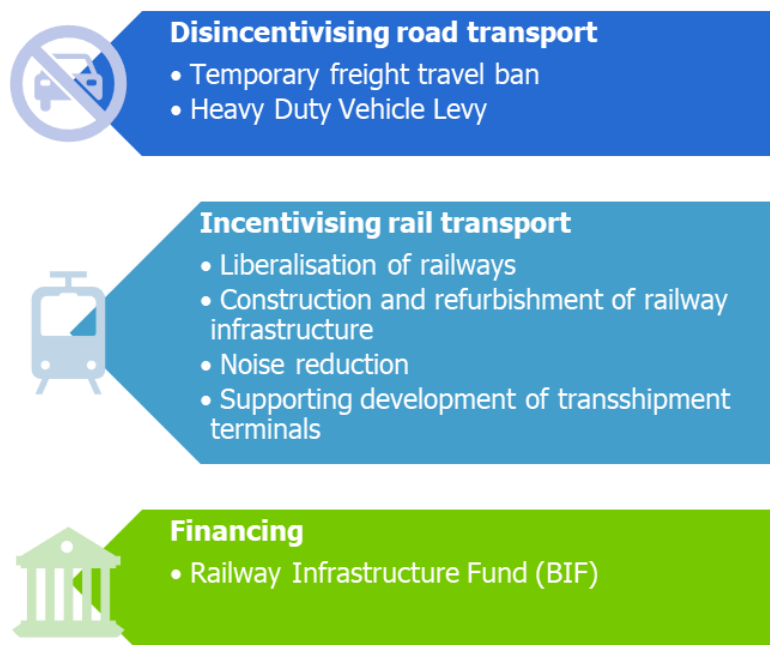 Disincentivising road transport
• Temporary freight travel ban
• Heavy Duty Vehicle Levy
Incentivising rail transport
• Liberalisation of railways
• Construction and refurbishment of railway
infrastructure
• Noise reduction
• Supporting development of transshipment
terminals
Financing
• Railway Infrastructure Fund (BIF)